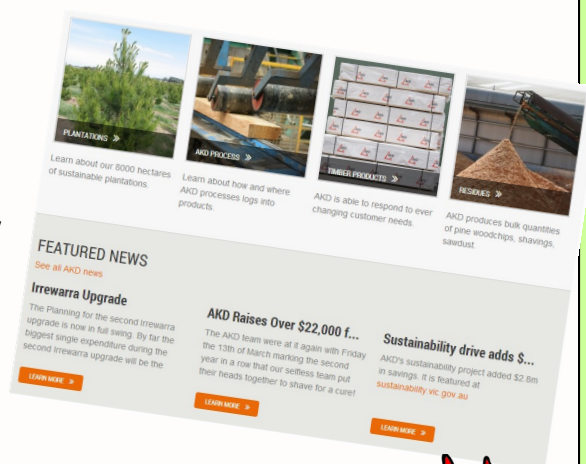 PLANTATIONS »
Learn about our 8000 hectares
of sustainable plantations.
AKD PROCESS »
Learn about how and where
AKD processes logs into
products.
TIMBER PRODUCTS »
AKD is able to respond to ever
changing customer needs.
RESIDUES »
AKD produces bulk quantities
of pine woodchips, shavings,
sawdust.
FEATURED NEWS
See all AKD news
Irrewarra Upgrade
The Planning for the second Irrewarra
upgrade is now in full swing. By far the
biggest single expenditure during the
second Irrewarra upgrade will be the
LEARN MORE »
AKD Raises Over $22,000 f...
The AKD team were at it again with Friday
the 13th of March marking the second
year in a row that our selfless team put
their heads together to shave for a cure!
LEARN MORE »
Sustainability drive adds $...
AKD's sustainability project added $2.8m
in savings. It is featured at
sustainability.vic.gov.au
LEARN MORE »